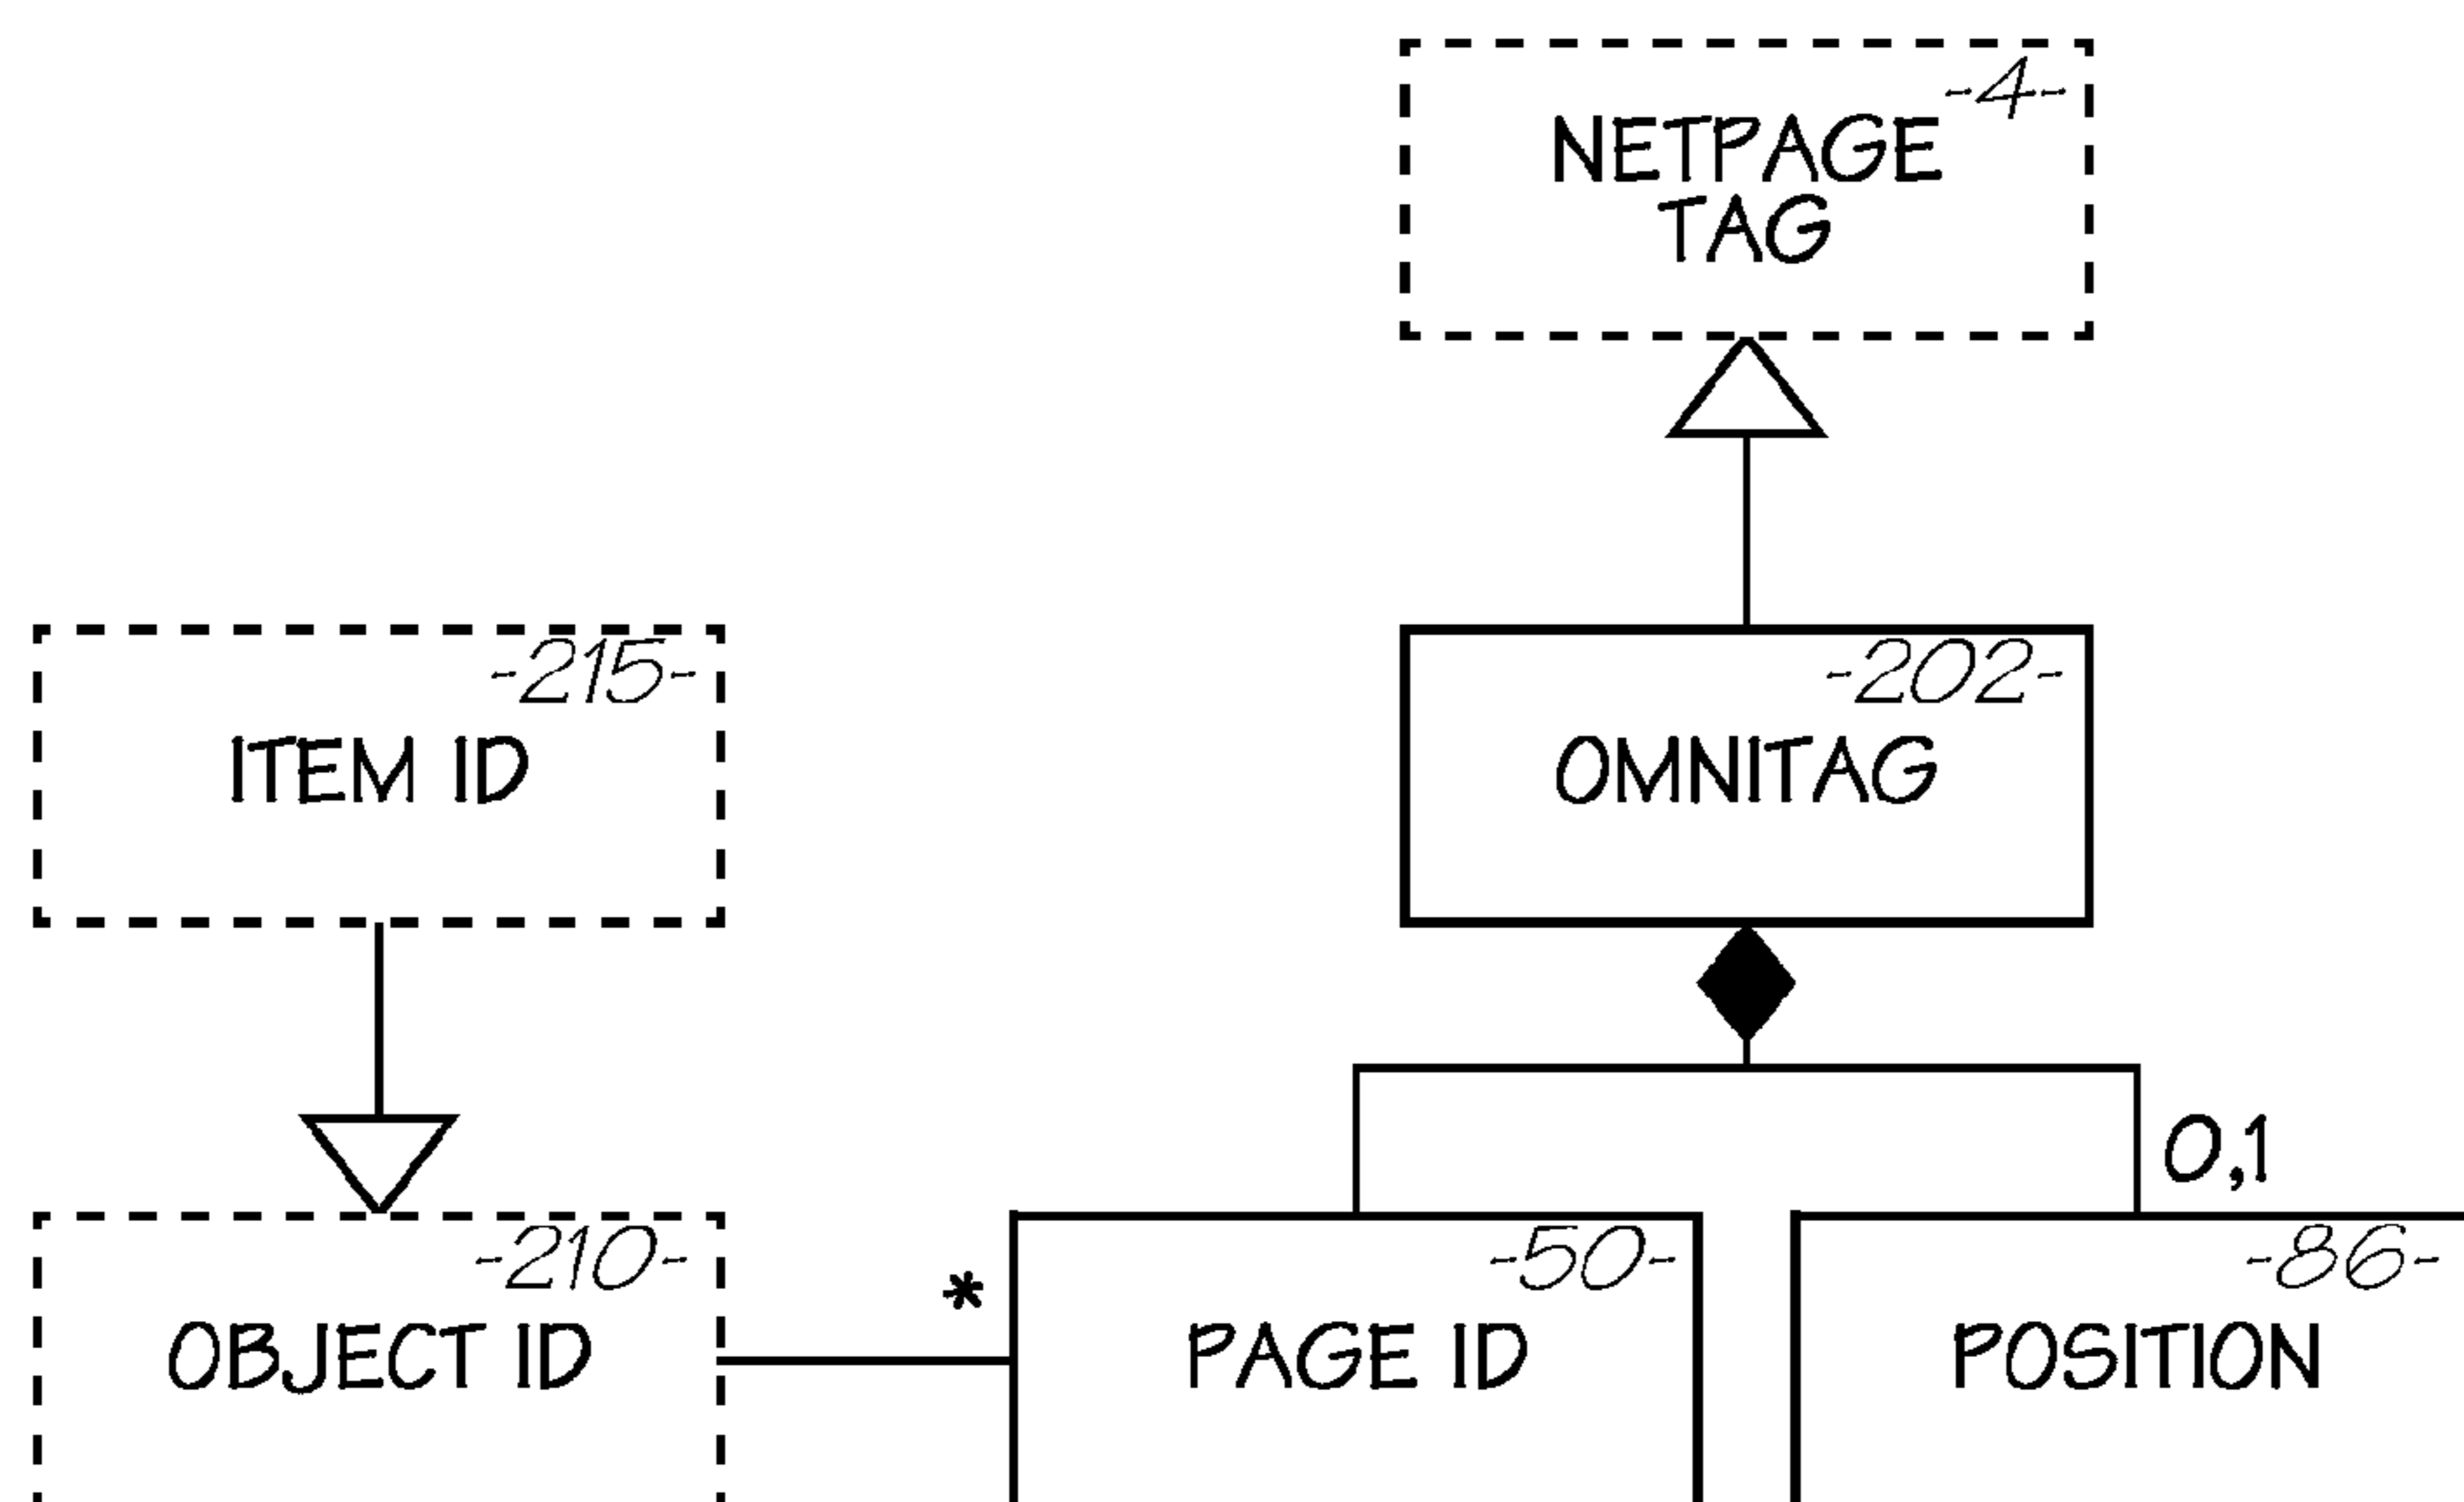 -4-
NETPAGE
TAG
-215-
ITEM ID
-202-
OMNITAG
0,1
-210-
OBJECT ID
*
-50-
PAGE ID
-86-
POSITION